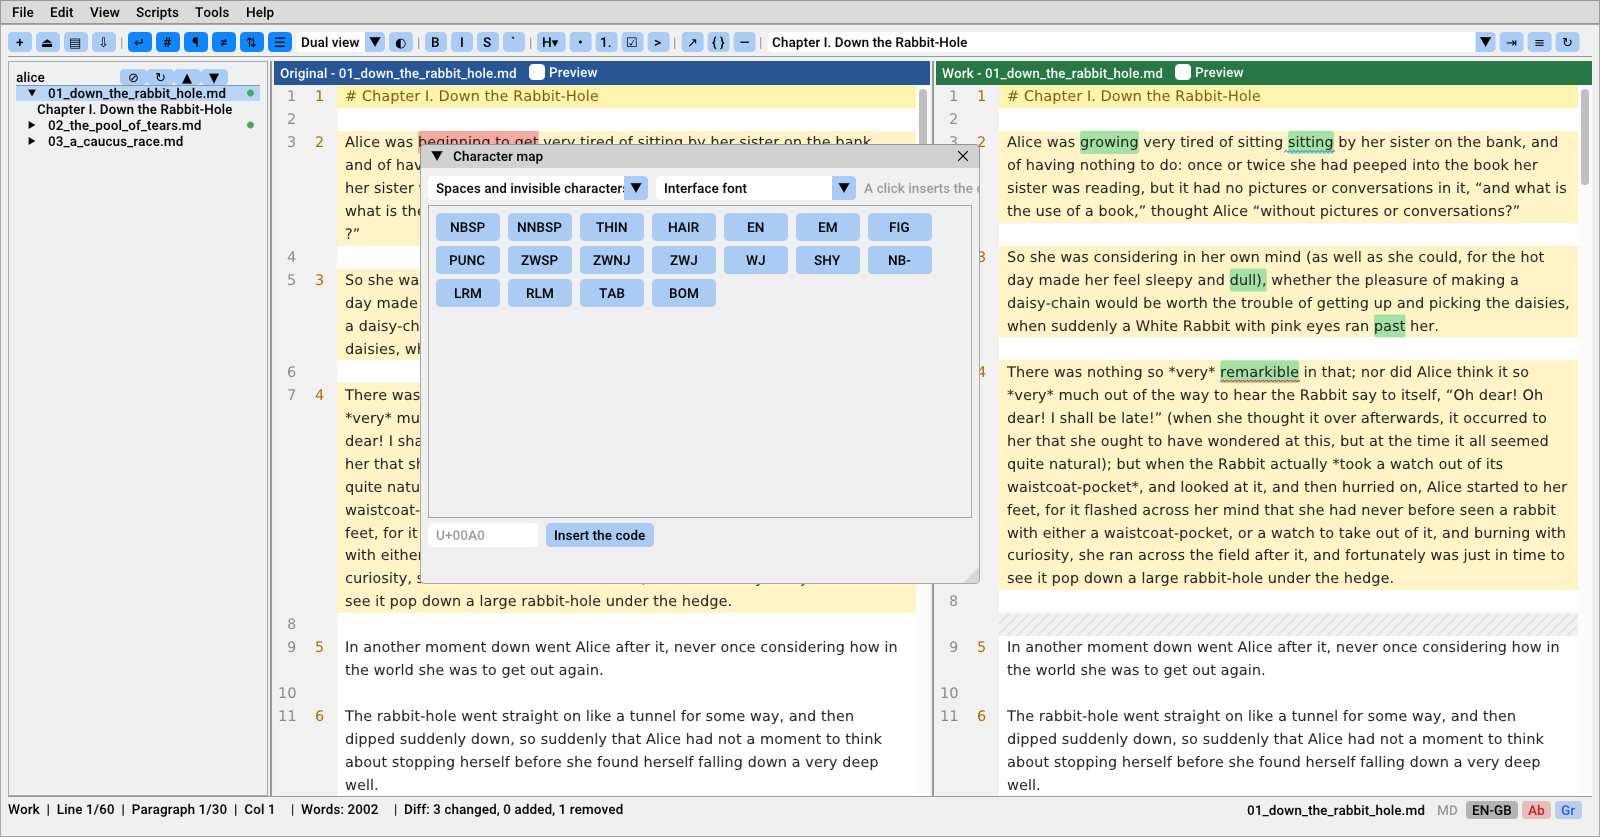 File Edit View Scripts Tools Help
+ ⏏ ▤ ⇩ | ↵ # ¶ ≠ ⇅ ☰ Dual view ▼ ◐ | B I S ` | H▾ • 1. ☑ > | ↗ { } — | Chapter I. Down the Rabbit-Hole ▼ ⇥ ≡ ↻
alice ⊘ ↻ ▲ ▼
▼ 01_down_the_rabbit_hole.md
Chapter I. Down the Rabbit-Hole
▶ 02_the_pool_of_tears.md
▶ 03_a_caucus_race.md
Original - 01_down_the_rabbit_hole.md Preview
1 1 # Chapter I. Down the Rabbit-Hole
2
3 2 Alice was beginning to get very tired of sitting by her sister on the bank,
and of hav
her sister
what is the
?”
4
5 3 So she wa
day made
a daisy-ch
daisies, wh
6
7 4 There was
*very* mu
dear! I sha
her that sh
quite natu
waistcoat-
feet, for it
with either
curiosity, s
see it pop down a large rabbit-hole under the hedge.
8
9 5 In another moment down went Alice after it, never once considering how in
the world she was to get out again.
10
11 6 The rabbit-hole went straight on like a tunnel for some way, and then
dipped suddenly down, so suddenly that Alice had not a moment to think
about stopping herself before she found herself falling down a very deep
well.
▼ Character map ✕
Spaces and invisible characters ▼ Interface font ▼ A click inserts the c
NBSP NNBSP THIN HAIR EN EM FIG
PUNC ZWSP ZWNJ ZWJ WJ SHY NB-
LRM RLM TAB BOM
U+00A0 Insert the code
Work - 01_down_the_rabbit_hole.md Preview
1 1 # Chapter I. Down the Rabbit-Hole
2
3 2 Alice was growing very tired of sitting sitting by her sister on the bank, and
of having nothing to do: once or twice she had peeped into the book her
sister was reading, but it had no pictures or conversations in it, “and what is
the use of a book,” thought Alice “without pictures or conversations?”
3 So she was considering in her own mind (as well as she could, for the hot
day made her feel sleepy and dull), whether the pleasure of making a
daisy-chain would be worth the trouble of getting up and picking the daisies,
when suddenly a White Rabbit with pink eyes ran past her.
4 There was nothing so *very* remarkible in that; nor did Alice think it so
*very* much out of the way to hear the Rabbit say to itself, “Oh dear! Oh
dear! I shall be late!” (when she thought it over afterwards, it occurred to
her that she ought to have wondered at this, but at the time it all seemed
quite natural); but when the Rabbit actually *took a watch out of its
waistcoat-pocket*, and looked at it, and then hurried on, Alice started to her
feet, for it flashed across her mind that she had never before seen a rabbit
with either a waistcoat-pocket, or a watch to take out of it, and burning with
curiosity, she ran across the field after it, and fortunately was just in time to
see it pop down a large rabbit-hole under the hedge.
8
9 5 In another moment down went Alice after it, never once considering how in
the world she was to get out again.
10
11 6 The rabbit-hole went straight on like a tunnel for some way, and then
dipped suddenly down, so suddenly that Alice had not a moment to think
about stopping herself before she found herself falling down a very deep
well.
Work | Line 1/60 | Paragraph 1/30 | Col 1 | Words: 2002 | Diff: 3 changed, 0 added, 1 removed 01_down_the_rabbit_hole.md MD EN-GB Ab Gr